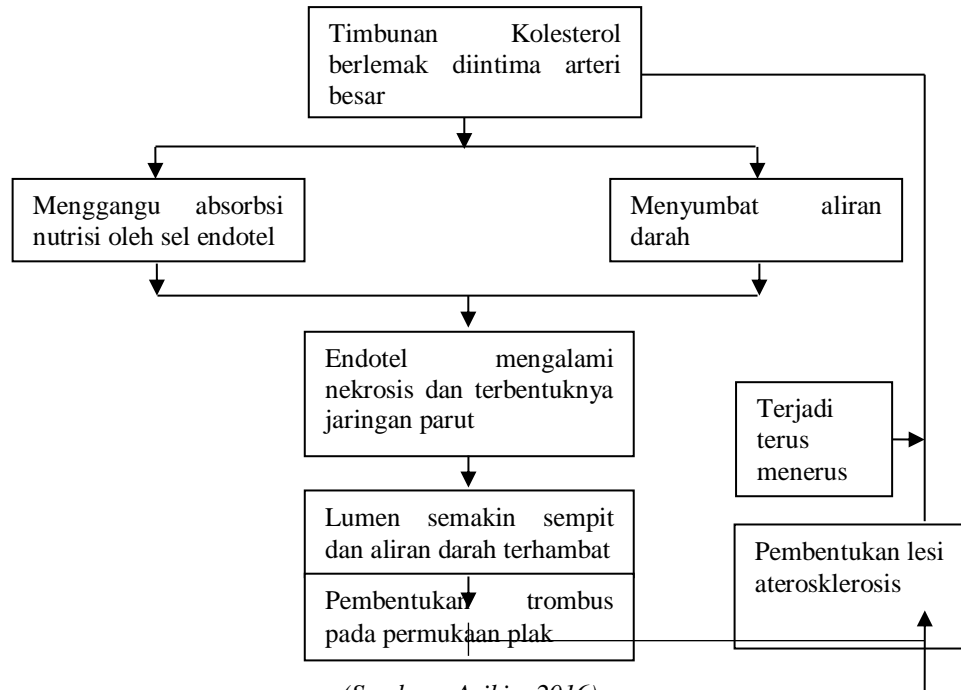 Timbunan Kolesterol
berlemak diintima arteri
besar
Menggangu absorbsi
nutrisi oleh sel endotel
Menyumbat aliran
darah
Endotel mengalami
nekrosis dan terbentuknya
jaringan parut
Terjadi
terus
menerus
Lumen semakin sempit
dan aliran darah terhambat
Pembentukan lesi
aterosklerosis
Pembentukan trombus
pada permukaan plak